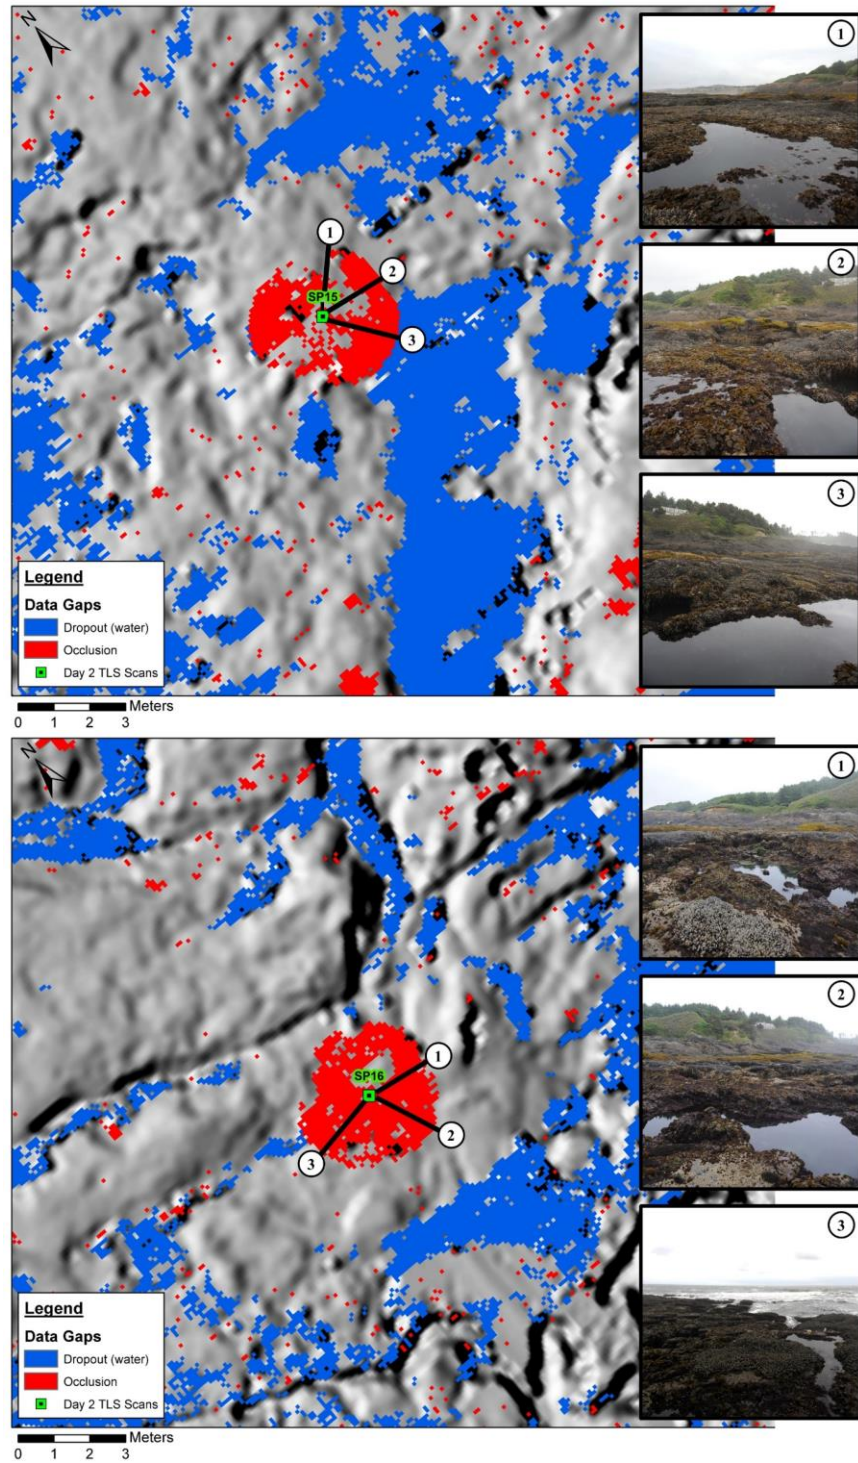 N
1
1
2
SP15
3
2
3
Legend
Data Gaps
Dropout (water)
Occlusion
Day 2 TLS Scans
Meters
0 1 2 3
N
1
1
SP16
2
3
2
3
Legend
Data Gaps
Dropout (water)
Occlusion
Day 2 TLS Scans
Meters
0 1 2 3